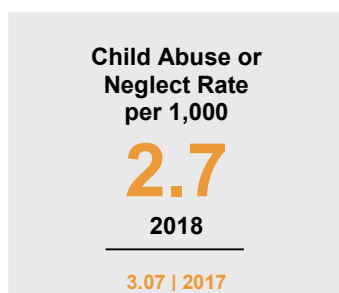 Child Abuse or
Neglect Rate
per 1,000
2.7
2018
3.07 | 2017